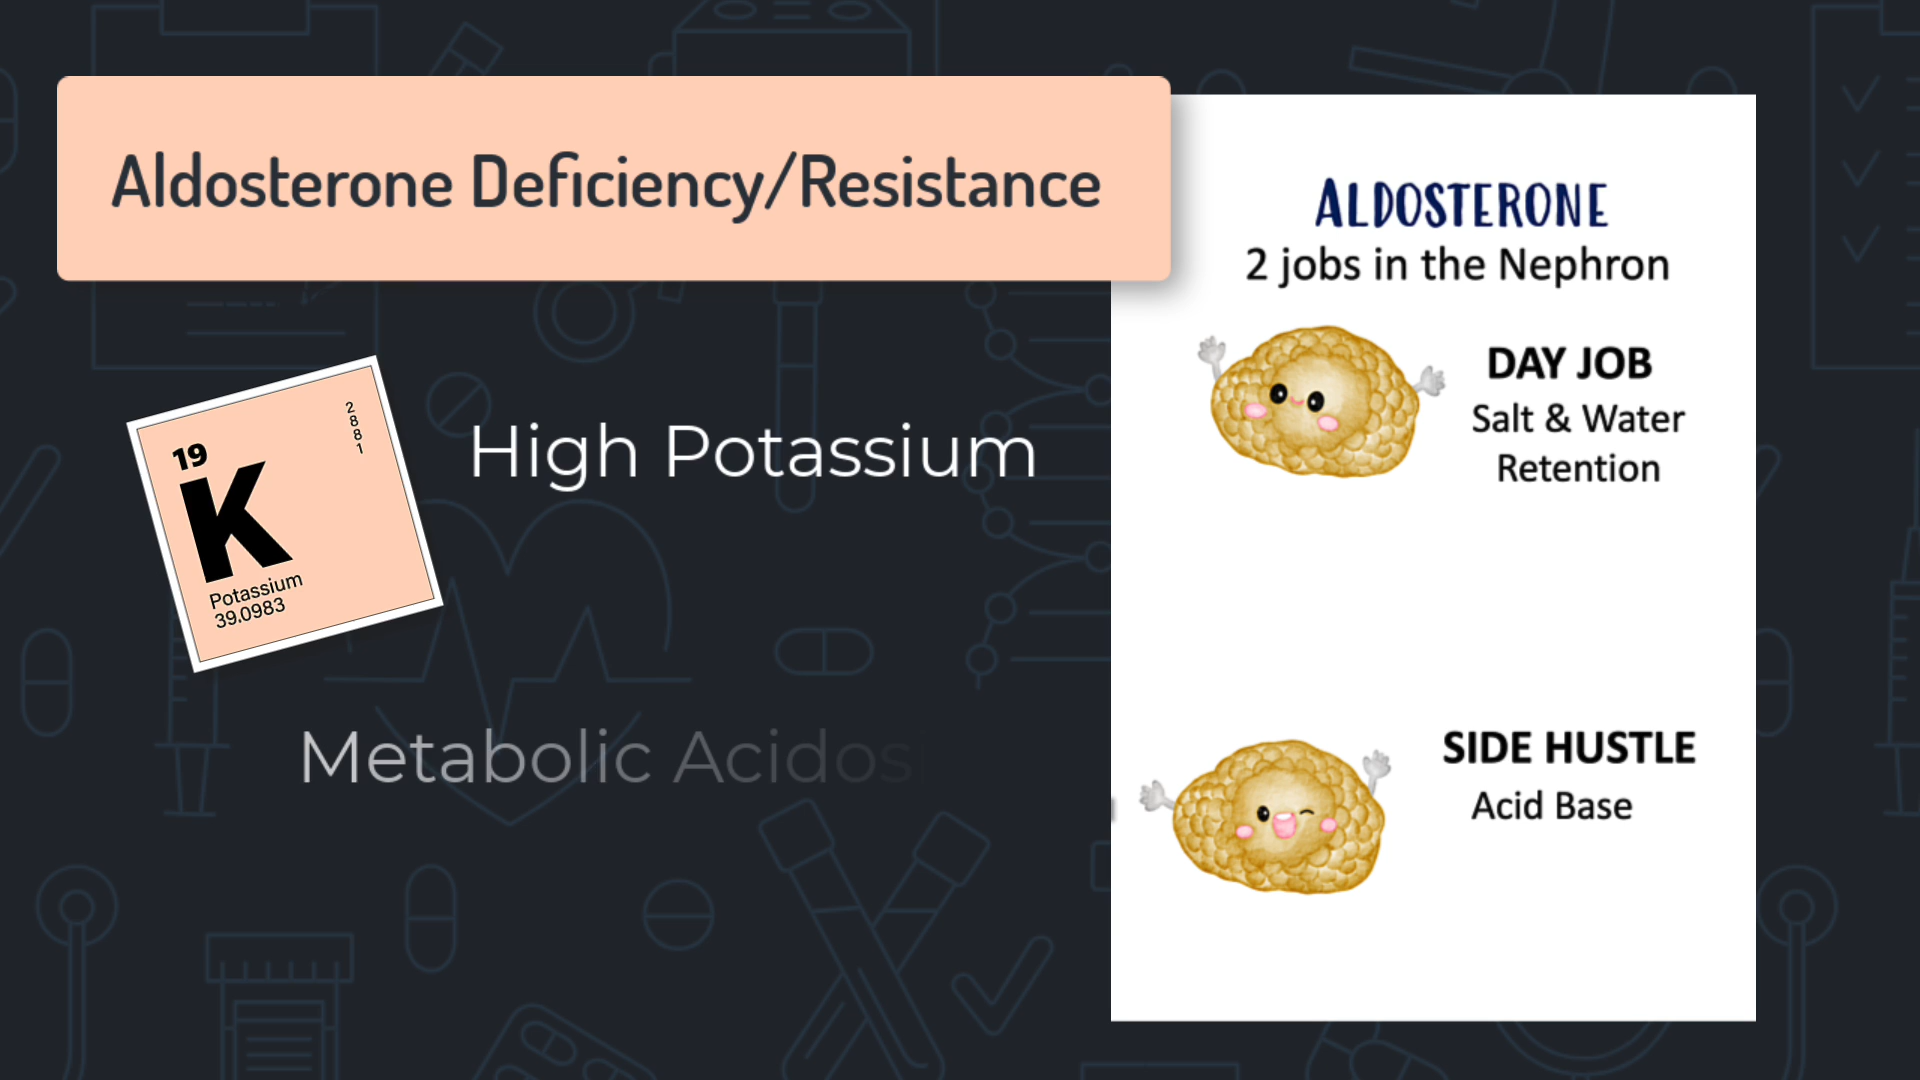 Aldosterone Deficiency/Resistance
ALDOSTERONE
2 jobs in the Nephron
DAY JOB
Salt & Water
Retention
2
8
8
1
19
K
Potassium
39.0983
High Potassium
Metabolic Acidosi
SIDE HUSTLE
Acid Base